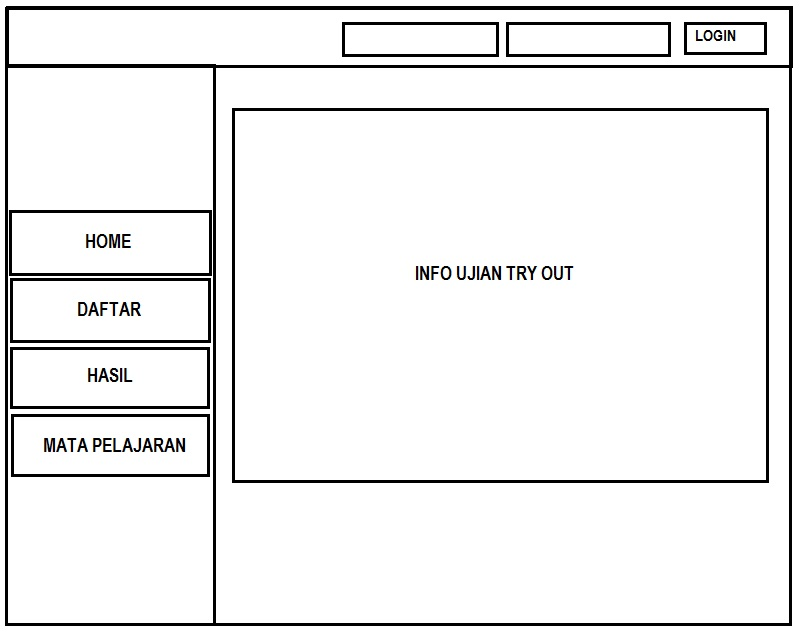 LOGIN
HOME
DAFTAR
HASIL
MATA PELAJARAN
INFO UJIAN TRY OUT